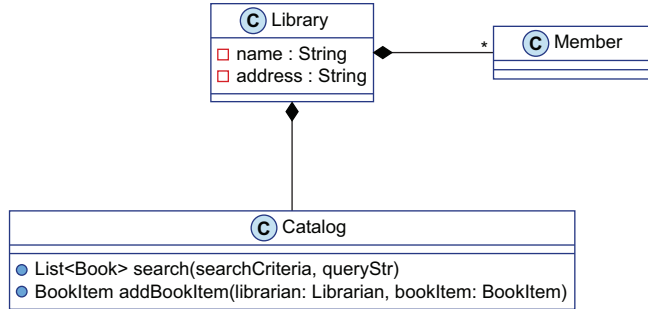 C Library
name : String
address : String
*
C Member
C Catalog
List<Book> search(searchCriteria, queryStr)
BookItem addBookItem(librarian: Librarian, bookItem: BookItem)